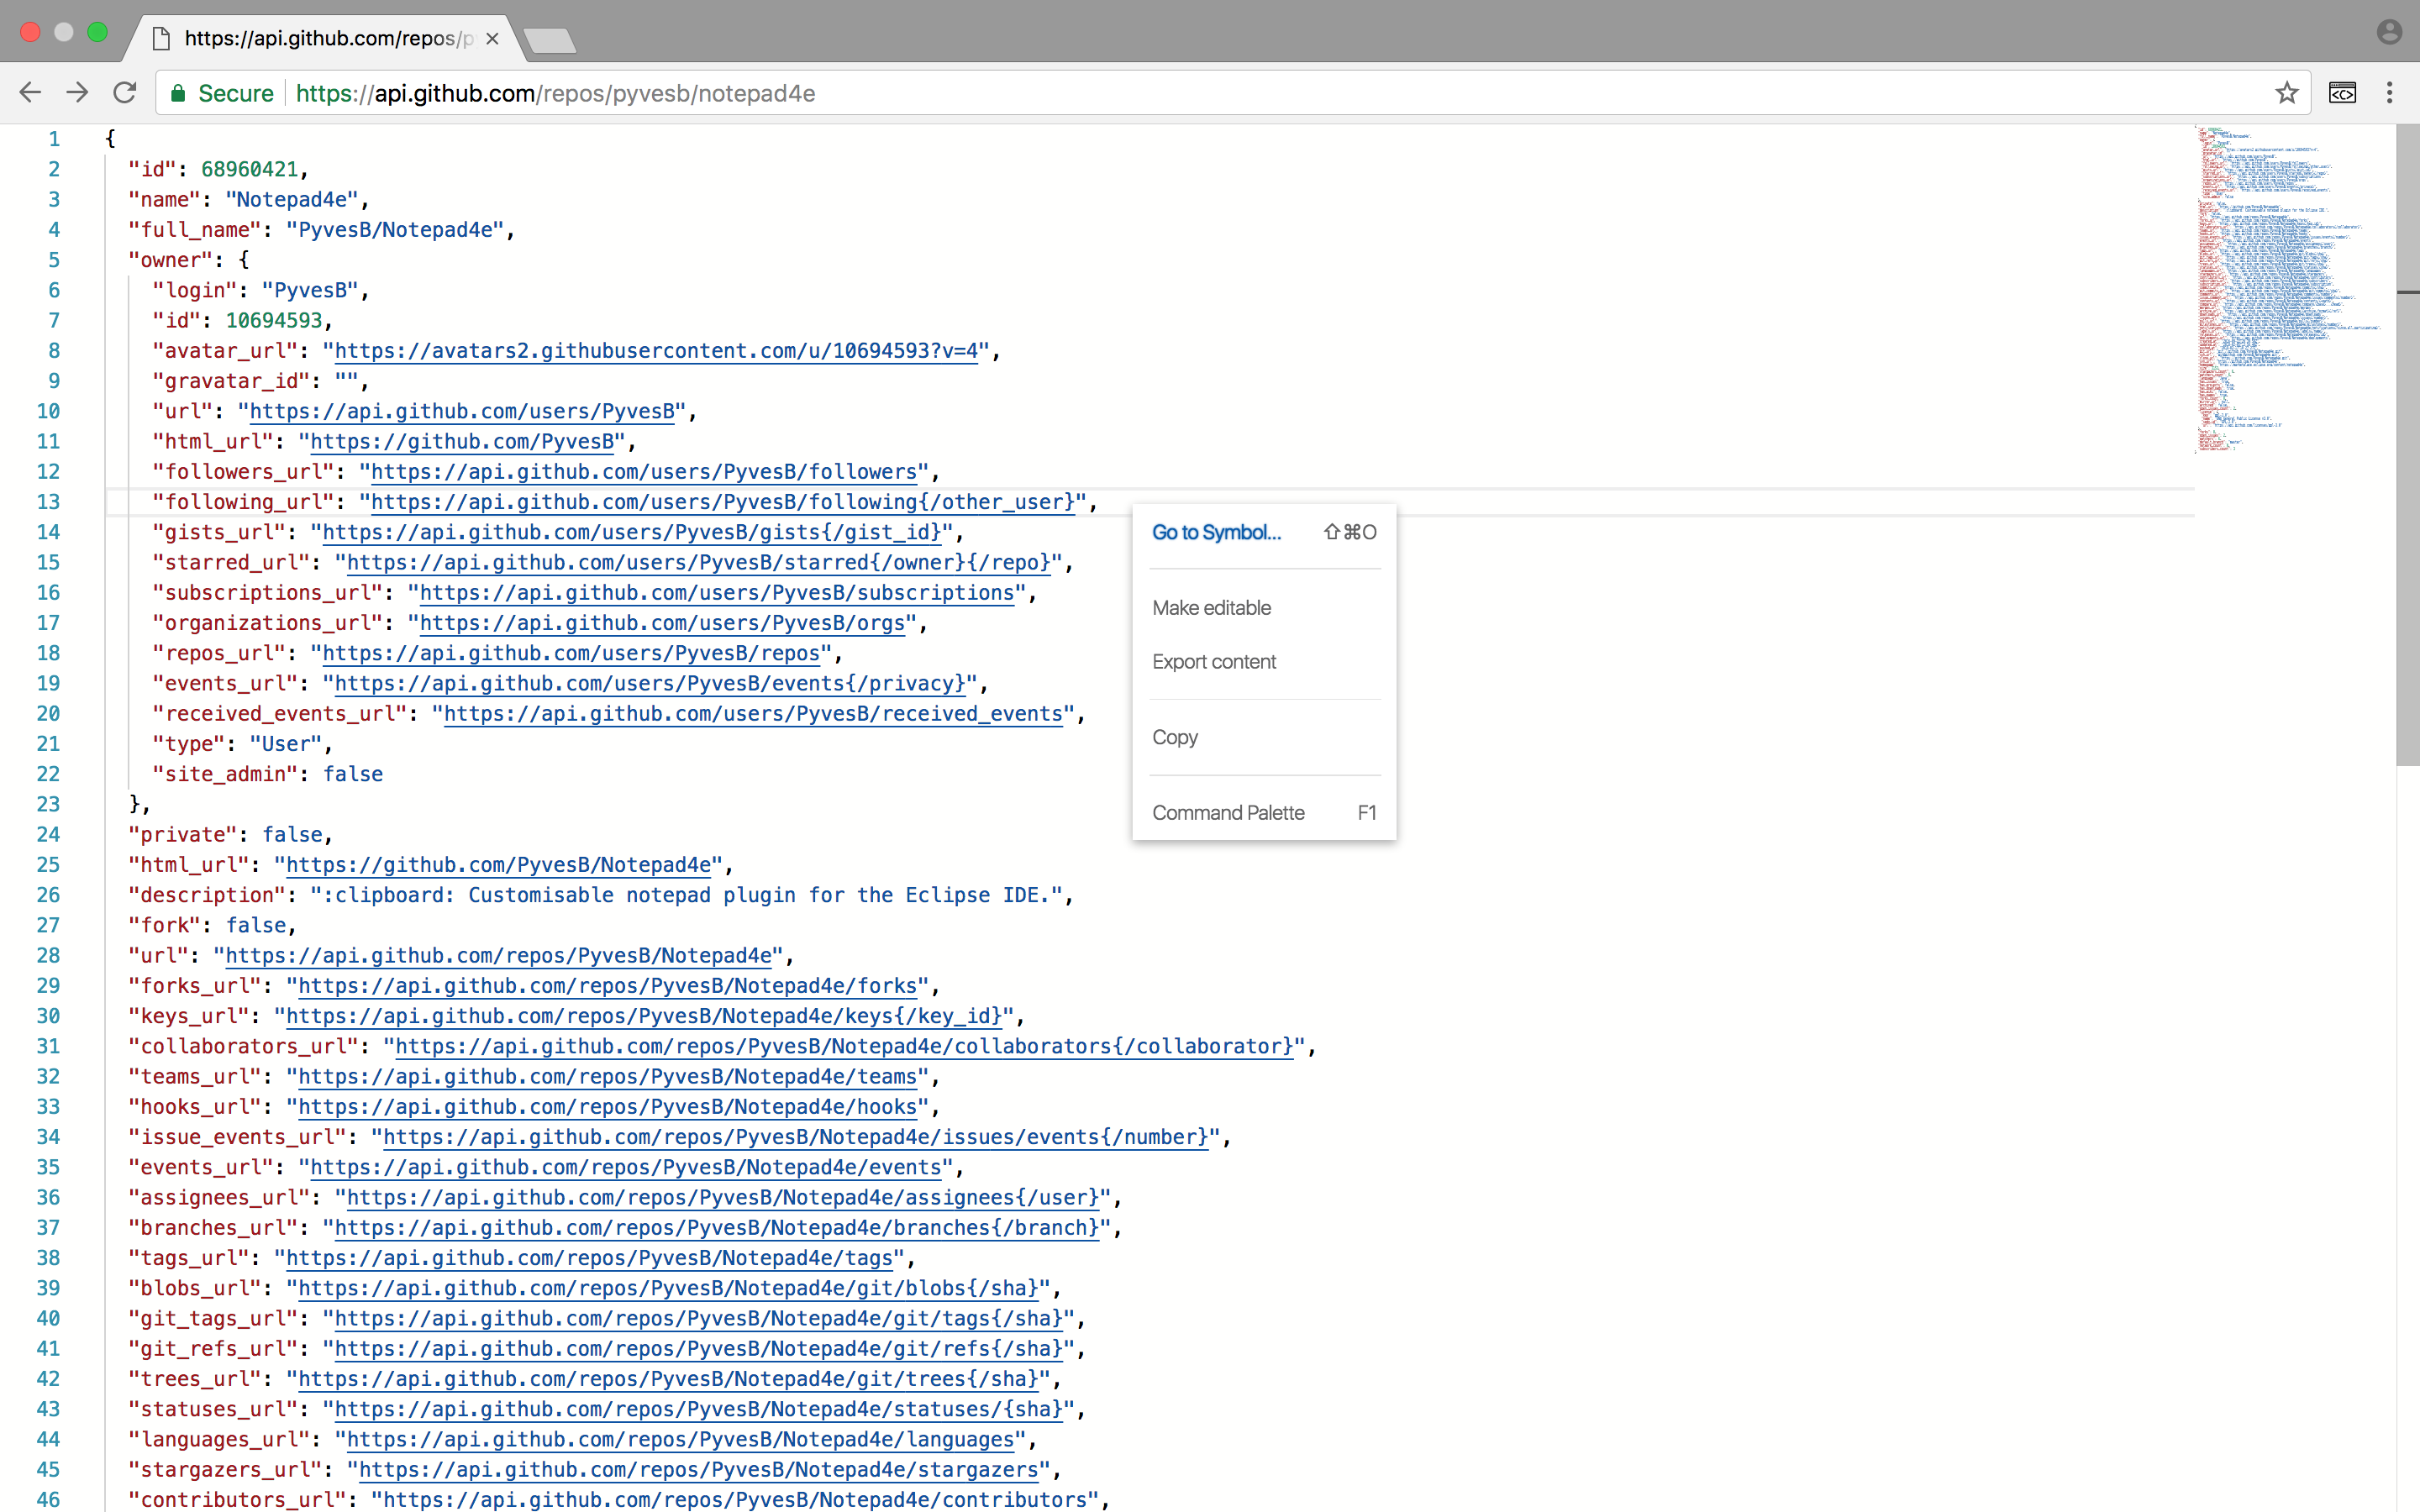 https://api.github.com/repos/p
Secure https://api.github.com/repos/pyvesb/notepad4e
1 {
2 "id": 68960421,
3 "name": "Notepad4e",
4 "full_name": "PyvesB/Notepad4e",
5 "owner": {
6 "login": "PyvesB",
7 "id": 10694593,
8 "avatar_url": "https://avatars2.githubusercontent.com/u/10694593?v=4",
9 "gravatar_id": "",
10 "url": "https://api.github.com/users/PyvesB",
11 "html_url": "https://github.com/PyvesB",
12 "followers_url": "https://api.github.com/users/PyvesB/followers",
13 "following_url": "https://api.github.com/users/PyvesB/following{/other_user}",
14 "gists_url": "https://api.github.com/users/PyvesB/gists{/gist_id}",
15 "starred_url": "https://api.github.com/users/PyvesB/starred{/owner}{/repo}",
16 "subscriptions_url": "https://api.github.com/users/PyvesB/subscriptions",
17 "organizations_url": "https://api.github.com/users/PyvesB/orgs",
18 "repos_url": "https://api.github.com/users/PyvesB/repos",
19 "events_url": "https://api.github.com/users/PyvesB/events{/privacy}",
20 "received_events_url": "https://api.github.com/users/PyvesB/received_events",
21 "type": "User",
22 "site_admin": false
23 },
24 "private": false,
25 "html_url": "https://github.com/PyvesB/Notepad4e",
26 "description": ":clipboard: Customisable notepad plugin for the Eclipse IDE.",
27 "fork": false,
28 "url": "https://api.github.com/repos/PyvesB/Notepad4e",
29 "forks_url": "https://api.github.com/repos/PyvesB/Notepad4e/forks",
30 "keys_url": "https://api.github.com/repos/PyvesB/Notepad4e/keys{/key_id}",
31 "collaborators_url": "https://api.github.com/repos/PyvesB/Notepad4e/collaborators{/collaborator}",
32 "teams_url": "https://api.github.com/repos/PyvesB/Notepad4e/teams",
33 "hooks_url": "https://api.github.com/repos/PyvesB/Notepad4e/hooks",
34 "issue_events_url": "https://api.github.com/repos/PyvesB/Notepad4e/issues/events{/number}",
35 "events_url": "https://api.github.com/repos/PyvesB/Notepad4e/events",
36 "assignees_url": "https://api.github.com/repos/PyvesB/Notepad4e/assignees{/user}",
37 "branches_url": "https://api.github.com/repos/PyvesB/Notepad4e/branches{/branch}",
38 "tags_url": "https://api.github.com/repos/PyvesB/Notepad4e/tags",
39 "blobs_url": "https://api.github.com/repos/PyvesB/Notepad4e/git/blobs{/sha}",
40 "git_tags_url": "https://api.github.com/repos/PyvesB/Notepad4e/git/tags{/sha}",
41 "git_refs_url": "https://api.github.com/repos/PyvesB/Notepad4e/git/refs{/sha}",
42 "trees_url": "https://api.github.com/repos/PyvesB/Notepad4e/git/trees{/sha}",
43 "statuses_url": "https://api.github.com/repos/PyvesB/Notepad4e/statuses/{sha}",
44 "languages_url": "https://api.github.com/repos/PyvesB/Notepad4e/languages",
45 "stargazers_url": "https://api.github.com/repos/PyvesB/Notepad4e/stargazers",
46 "contributors_url": "https://api.github.com/repos/PyvesB/Notepad4e/contributors",
Go to Symbol... ⇧⌘O
Make editable
Export content
Copy
Command Palette F1